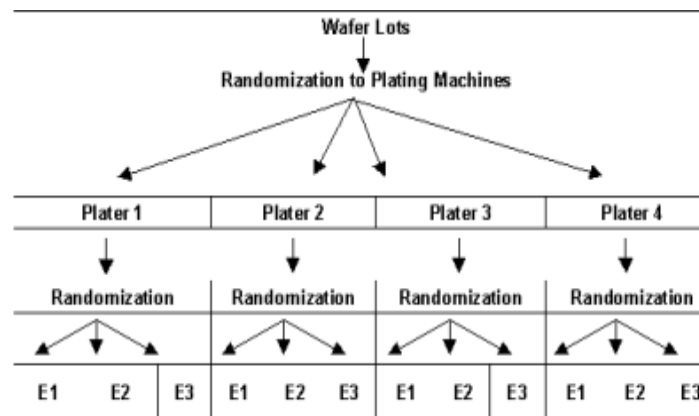 Wafer Lots
Randomization to Plating Machines
Plater 1 Plater 2 Plater 3 Plater 4
Randomization Randomization Randomization Randomization
E1 E2 E3 E1 E2 E3 E1 E2 E3 E1 E2 E3